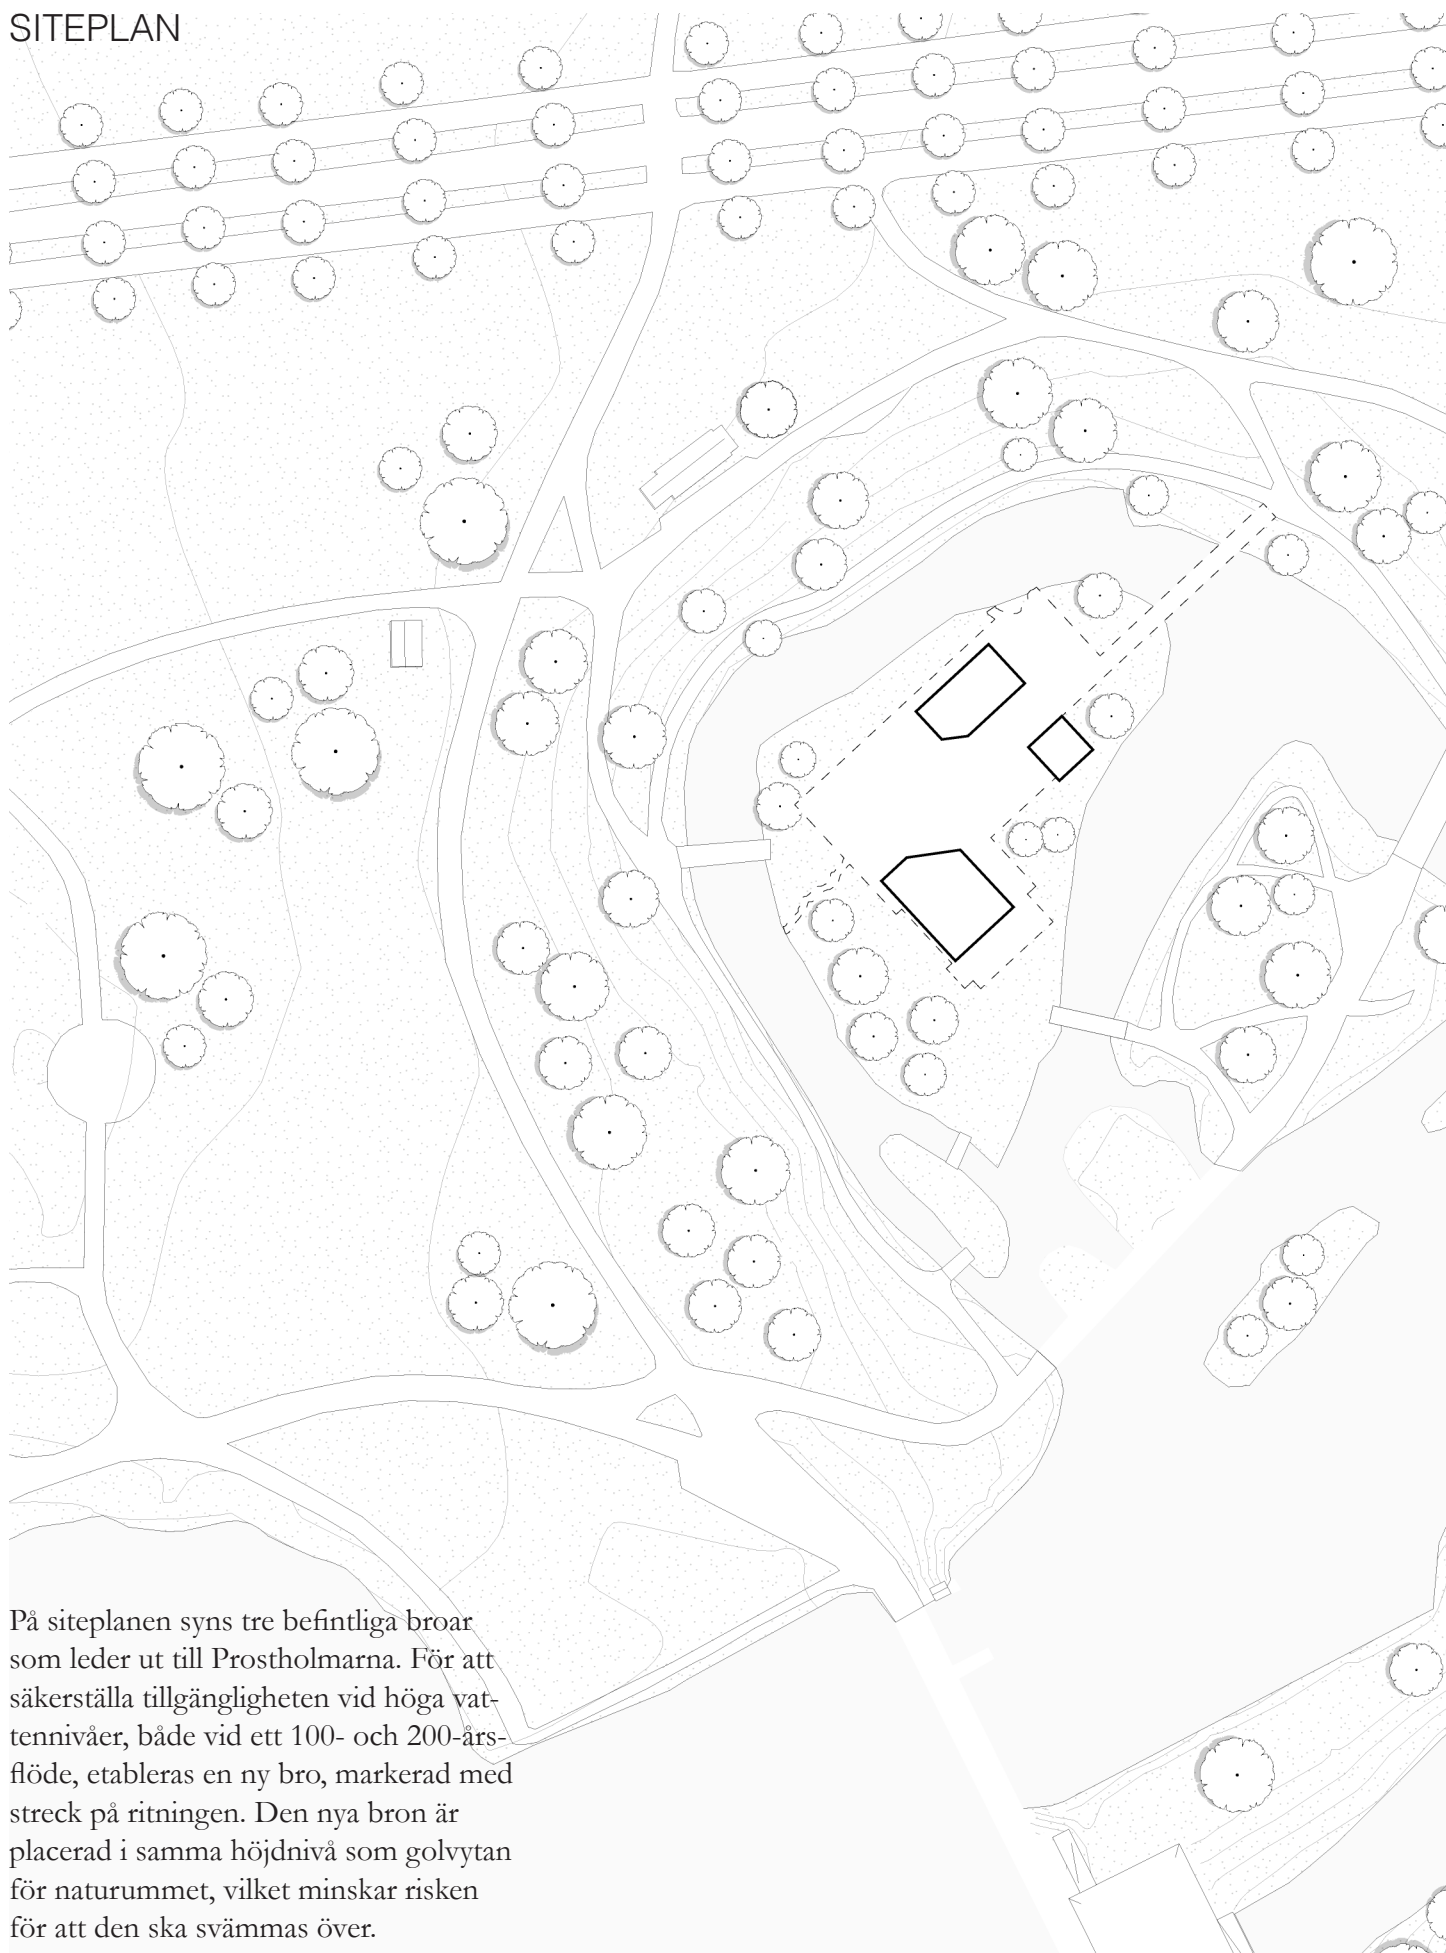 SITEPLAN
På siteplanen syns tre befintliga broar
som leder ut till Prostholmarna. För att
säkerställa tillgängligheten vid höga vat-
tennivåer, både vid ett 100- och 200-års-
flöde, etableras en ny bro, markerad med
streck på ritningen. Den nya bron är
placerad i samma höjdnivå som golvytan
för naturummet, vilket minskar risken
för att den ska svämmas över.